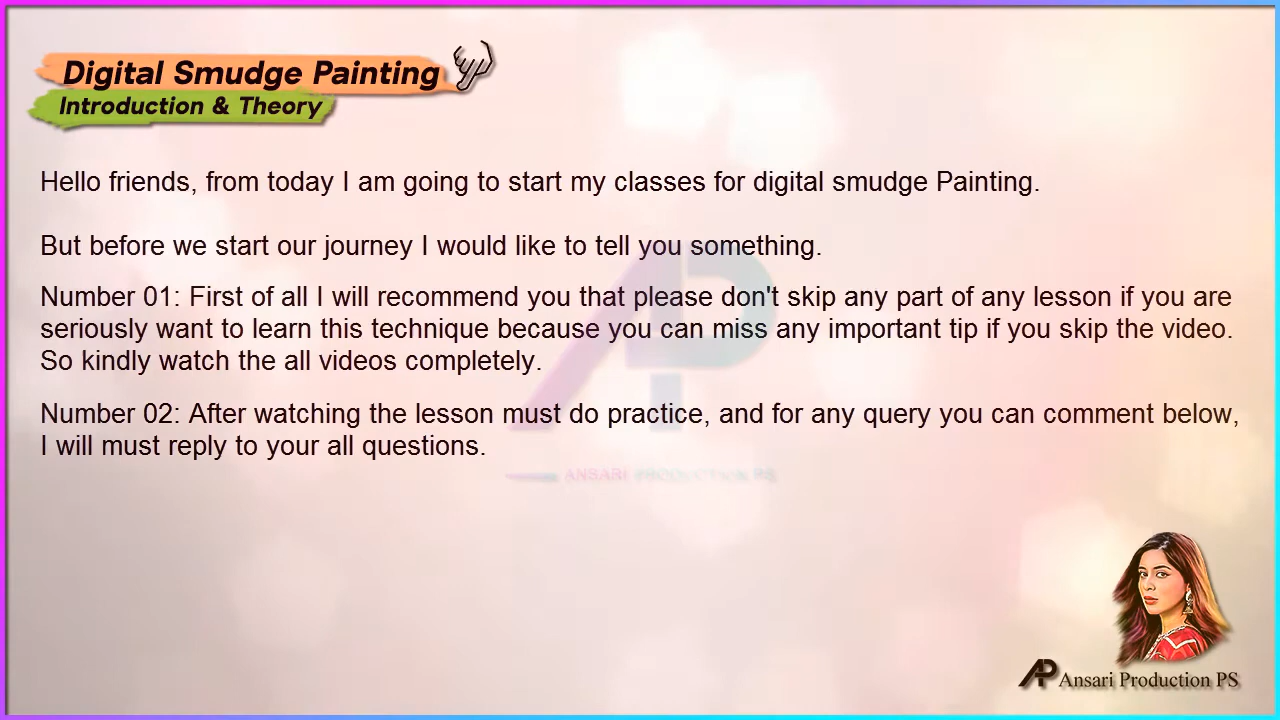 Digital Smudge Painting
Introduction & Theory
Hello friends, from today I am going to start my classes for digital smudge Painting.
But before we start our journey I would like to tell you something.
Number 01: First of all I will recommend you that please don't skip any part of any lesson if you are
seriously want to learn this technique because you can miss any important tip if you skip the video.
So kindly watch the all videos completely.
Number 02: After watching the lesson must do practice, and for any query you can comment below,
I will must reply to your all questions.
AP
ANSARI PRODUCTION PS
AP Ansari Production PS